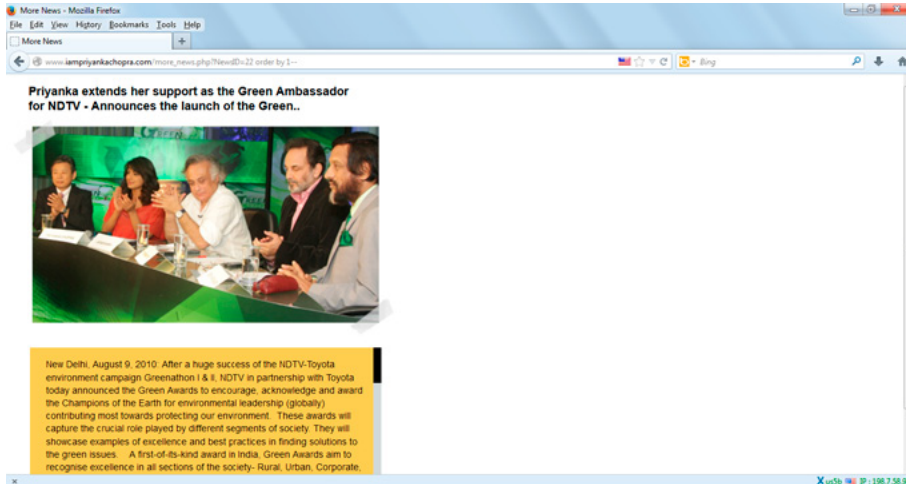 More News - Mozilla Firefox
File Edit View History Bookmarks Tools Help
More News
www.iampriyankachopra.com/more_news.php?NewsID=22 order by 1-- Bing
Priyanka extends her support as the Green Ambassador
for NDTV - Announces the launch of the Green..
New Delhi, August 9, 2010: After a huge success of the NDTV-Toyota
environment campaign Greenathon I & II, NDTV in partnership with Toyota
today announced the Green Awards to encourage, acknowledge and award
the Champions of the Earth for environmental leadership (globally)
contributing most towards protecting our environment. These awards will
capture the crucial role played by different segments of society. They will
showcase examples of excellence and best practices in finding solutions to
the green issues. A first-of-its-kind award in India, Green Awards aim to
recognise excellence in all sections of the society- Rural, Urban, Corporate,
x us5b IP : 198.7.58.9